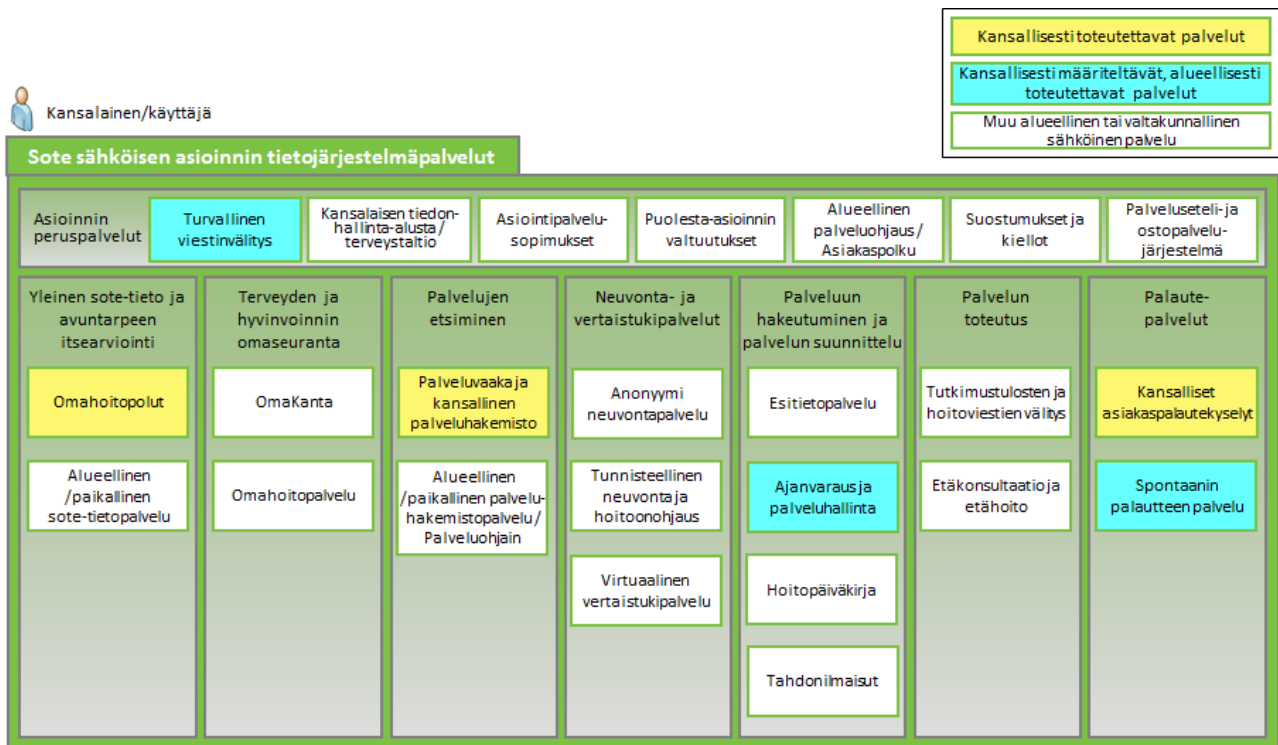 Kansallisesti toteutettavat palvelut
Kansallisesti määriteltävät, alueellisesti
toteutettavat palvelut
Muu alueellinen tai valtakunnallinen
sähköinen palvelu
Kansalainen/käyttäjä
Sote sähköisen asioinnin tietojärjestelmäpalvelut
Asioinnin
peruspalvelut
Turvallinen
viestinvälitys
Kansalaisen tiedon-
hallinta-alusta/
terveystaltio
Asiointipalvelu-
sopimukset
Puolesta-asioinnin
valtuutukset
Alueellinen
palveluohjaus/
Asiakaspolku
Suostumukset ja
kiellot
Palveluseteli- ja
ostopalvelu-
järjestelmä
Yleinen sote-tieto ja
avuntarpeen
itsearviointi
Omahoitopolut
Alueellinen
/paikallinen
sote-tietopalvelu
Terveyden ja
hyvinvoinnin
omaseuranta
OmaKanta
Omahoitopalvelu
Palvelujen
etsiminen
Palveluvaaka ja
kansallinen
palveluhakemisto
Alueellinen
/paikallinen palvelu-
hakemistopalvelu/
Palveluohjain
Neuvonta- ja
vertaistukipalvelut
Anonyymi
neuvontapalvelu
Tunnisteellinen
neuvonta ja
hoitoonohjaus
Virtuaalinen
vertaistukipalvelu
Palveluun
hakeutuminen ja
palvelun suunnittelu
Esitietopalvelu
Ajanvaraus ja
palveluhallinta
Hoitopäiväkirja
Tahdonilmaisut
Palvelun
toteutus
Tutkimustulosten ja
hoitoviestien välitys
Etäkonsultaatio ja
etähoito
Palaute-
palvelut
Kansalliset
asiakaspalautekyselyt
Spontaanin
palautteen palvelu